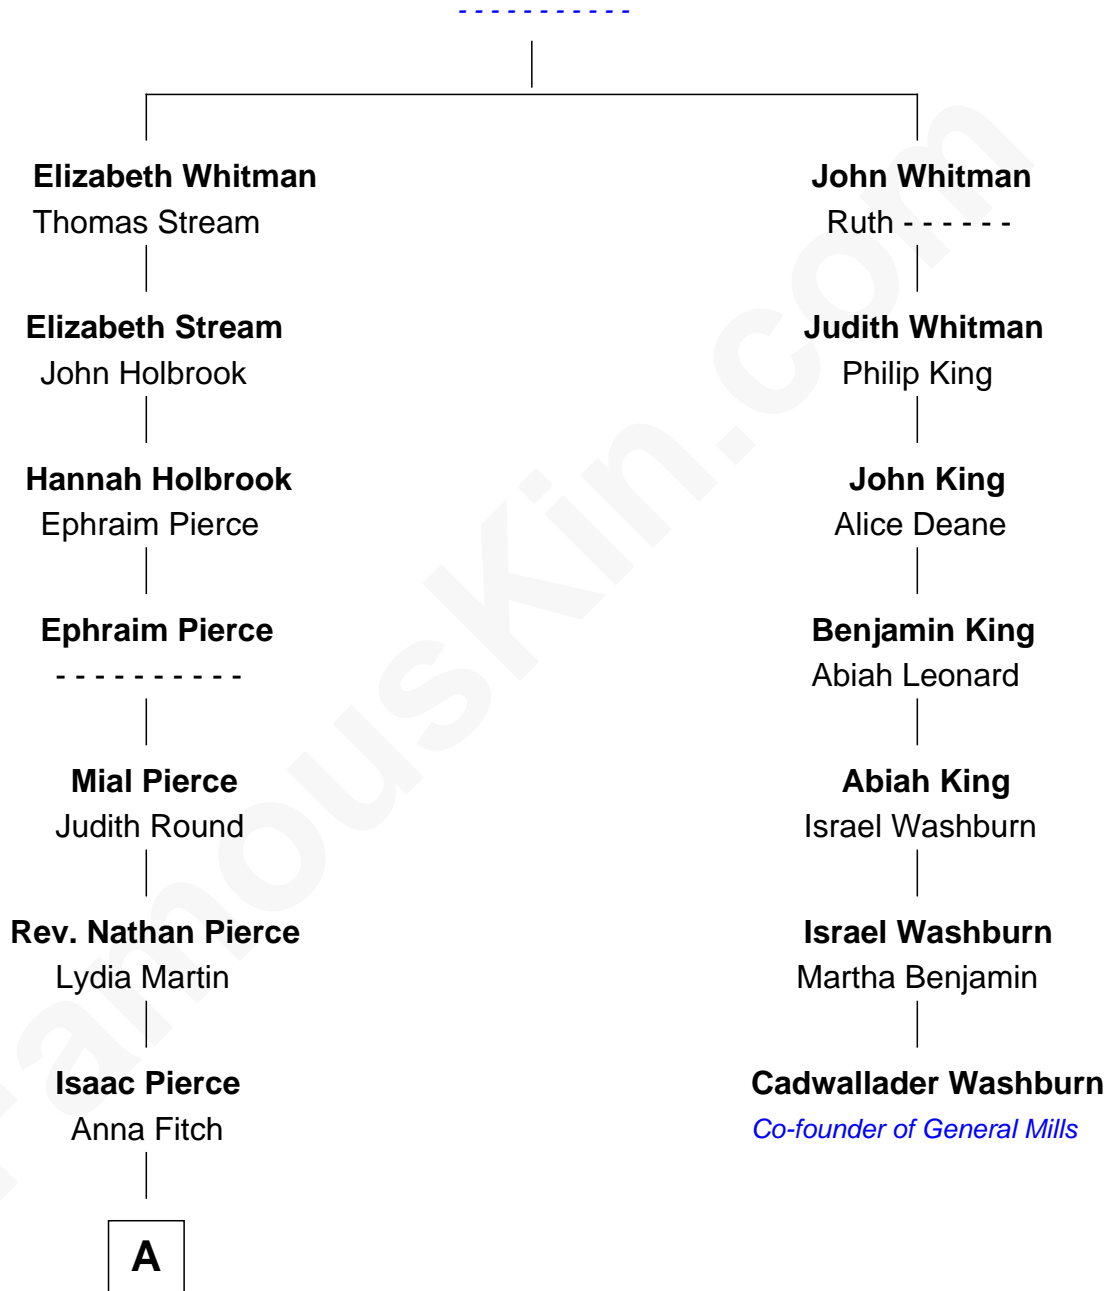 - - - - - - - - - - -
Elizabeth Whitman
Thomas Stream
John Whitman
Ruth - - - - - -
Elizabeth Stream
John Holbrook
Judith Whitman
Philip King
Hannah Holbrook
Ephraim Pierce
John King
Alice Deane
Ephraim Pierce
- - - - - - - - - -
Benjamin King
Abiah Leonard
Mial Pierce
Judith Round
Abiah King
Israel Washburn
Rev. Nathan Pierce
Lydia Martin
Israel Washburn
Martha Benjamin
Isaac Pierce
Anna Fitch
Cadwallader Washburn
Co-founder of General Mills
A
FamousKin.com